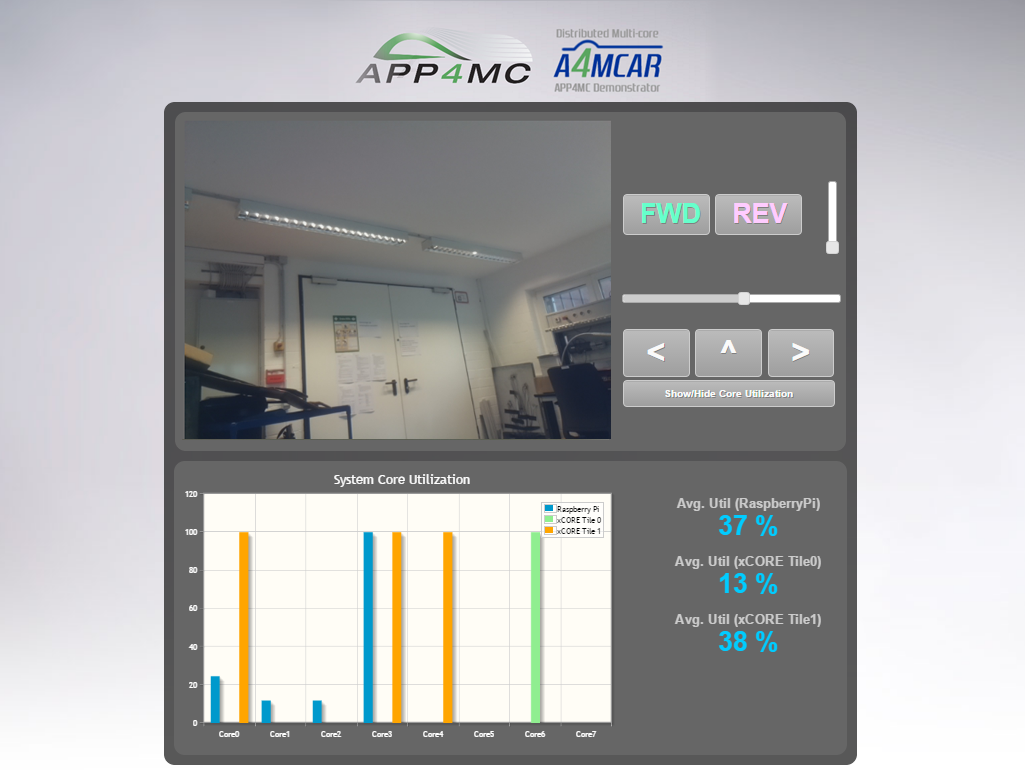 APP4MC
Distributed Multi-core
A4MCAR
APP4MC Demonstrator
FWD
REV
<
^
>
Show/Hide Core Utilization
System Core Utilization
120
100
80
60
40
20
0
Raspberry Pi
xCORE Tile 0
xCORE Tile 1
Core0
Core1
Core2
Core3
Core4
Core5
Core6
Core7
Avg. Util (RaspberryPi)
37 %
Avg. Util (xCORE Tile0)
13 %
Avg. Util (xCORE Tile1)
38 %